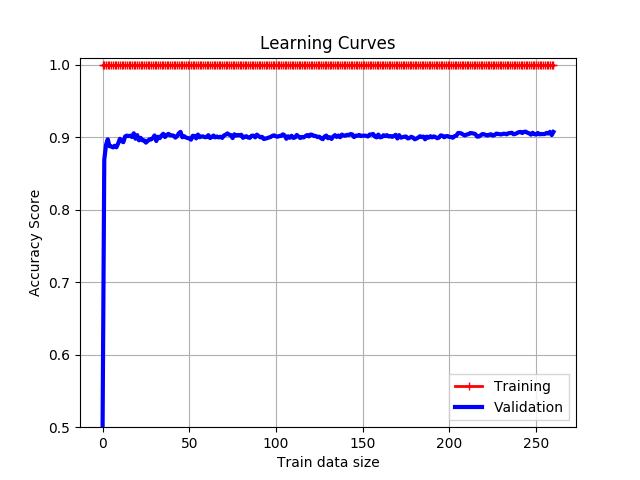 Learning Curves
1.0
0.9
0.8
0.7
0.6
0.5
Accuracy Score
0 50 100 150 200 250
Train data size
Training
Validation